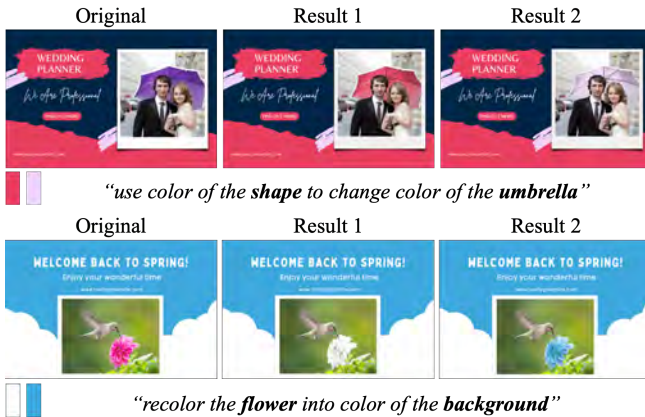 Original Result 1 Result 2
WEDDING PLANNER
We Are Professional
WEDDING PLANNER
We Are Professional
WEDDING PLANNER
We Are Professional
“use color of the shape to change color of the umbrella”
Original Result 1 Result 2
WELCOME BACK TO SPRING!
Enjoy your wonderful time
WELCOME BACK TO SPRING!
Enjoy your wonderful time
WELCOME BACK TO SPRING!
Enjoy your wonderful time
“recolor the flower into color of the background”